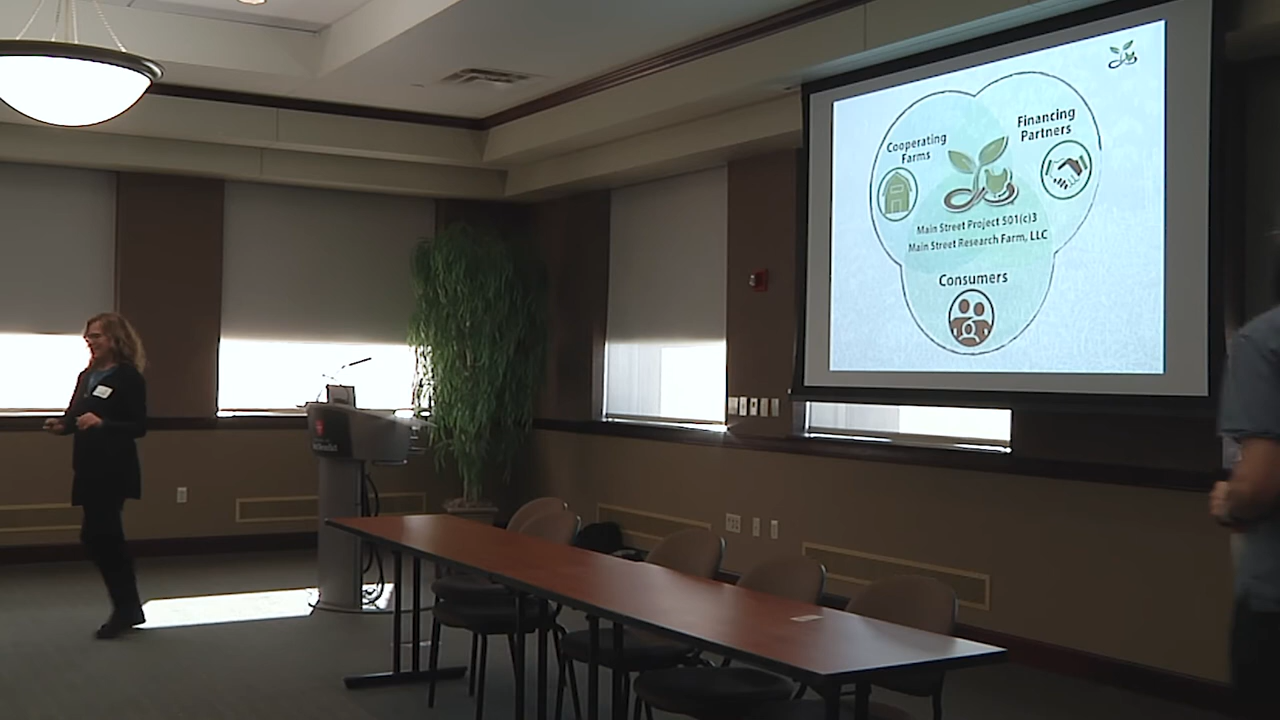 Cooperating
Farms
Financing
Partners
Main Street Project 501(c)3
Main Street Research Farm, LLC
Consumers